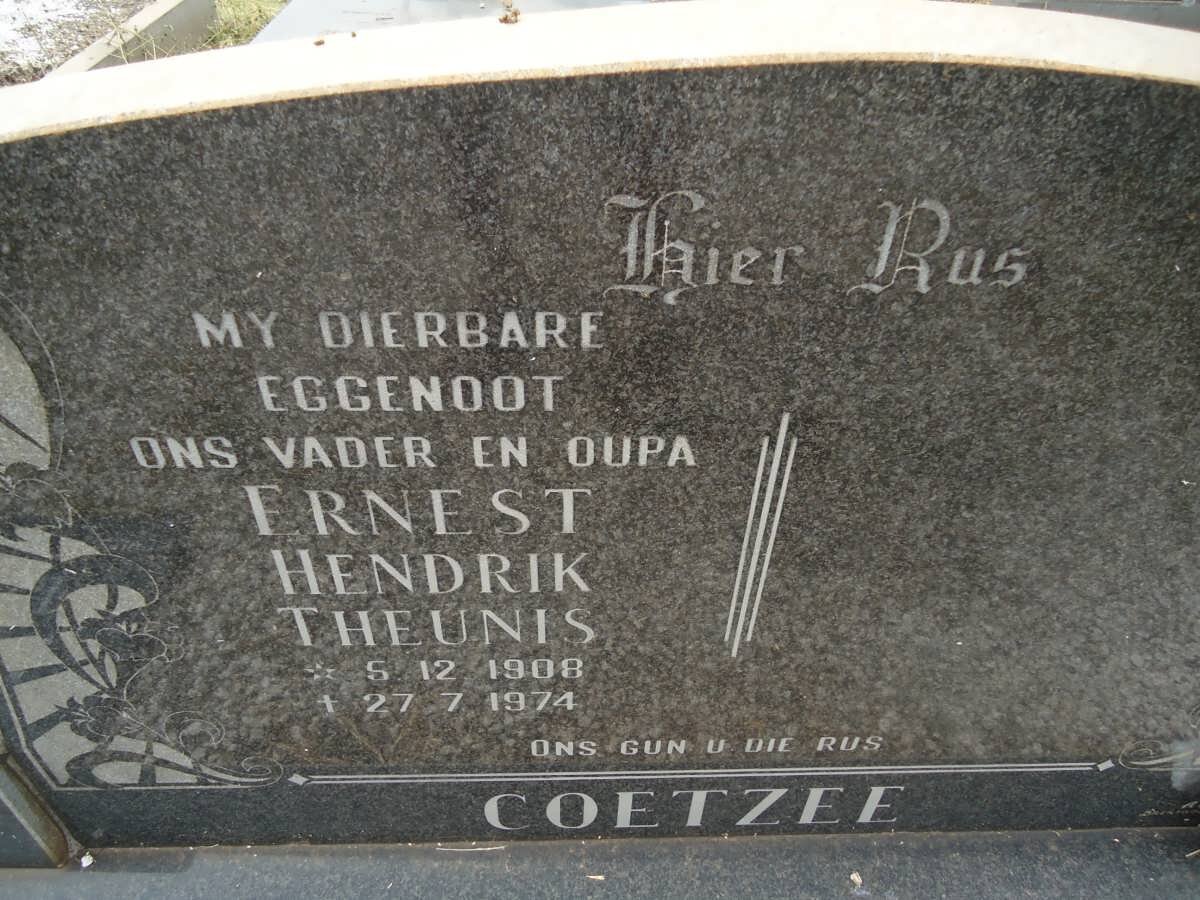 Hier Rus
MY DIERBARE
EGGENOOT
ONS VADER EN OUPA
ERNEST
HENDRIK
THEUNIS
☆ 5 12 1908
✝ 27 7 1974
ONS GUN U DIE RUS
COETZEE